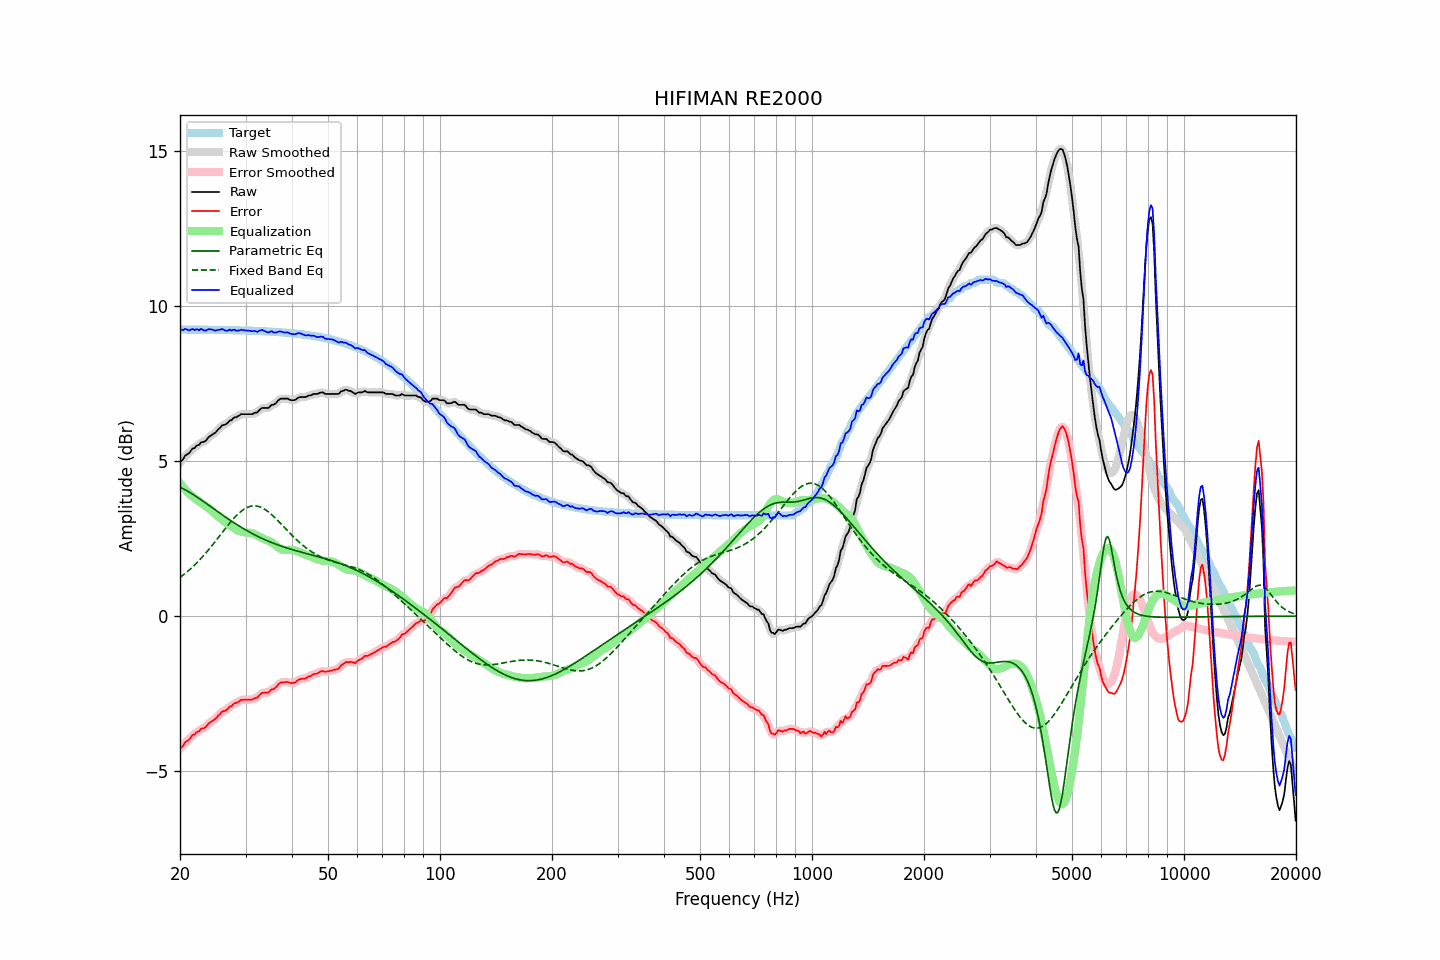 HIFIMAN RE2000
Target
Raw Smoothed
Error Smoothed
Raw
Error
Equalization
Parametric Eq
Fixed Band Eq
Equalized
15
10
5
0
−5
Amplitude (dBr)
20 50 100 200 500 1000 2000 5000 10000 20000
Frequency (Hz)